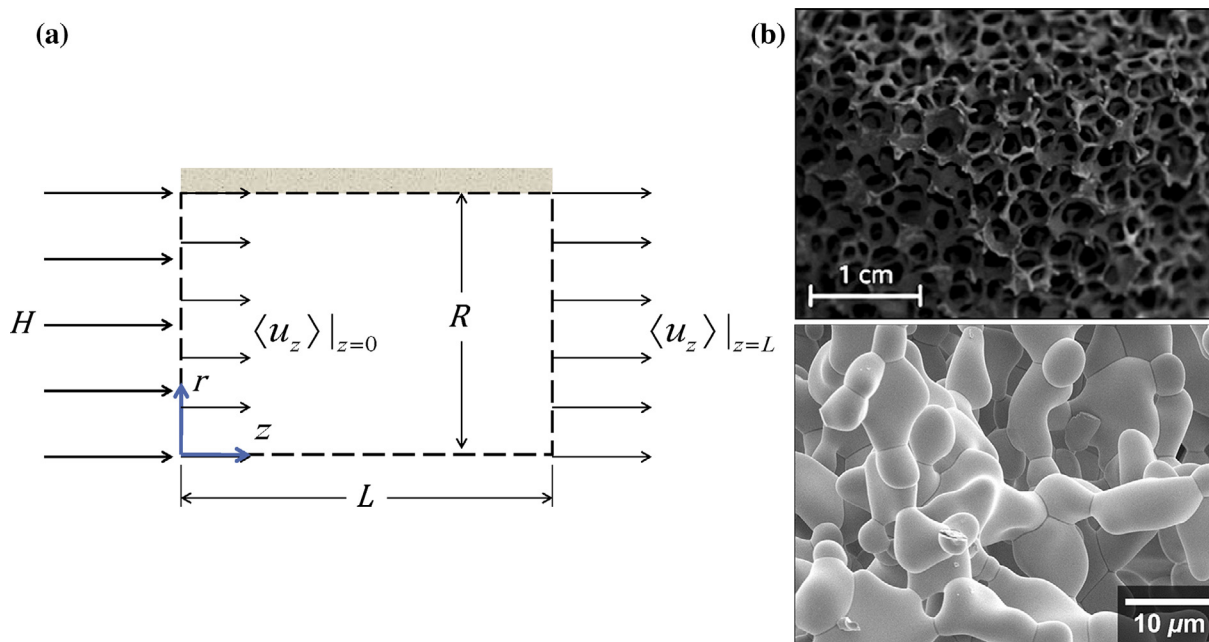 (a)
H
r
z
⟨u_z⟩|_{z=0}
R
⟨u_z⟩|_{z=L}
L
(b)
1 cm
10 μm